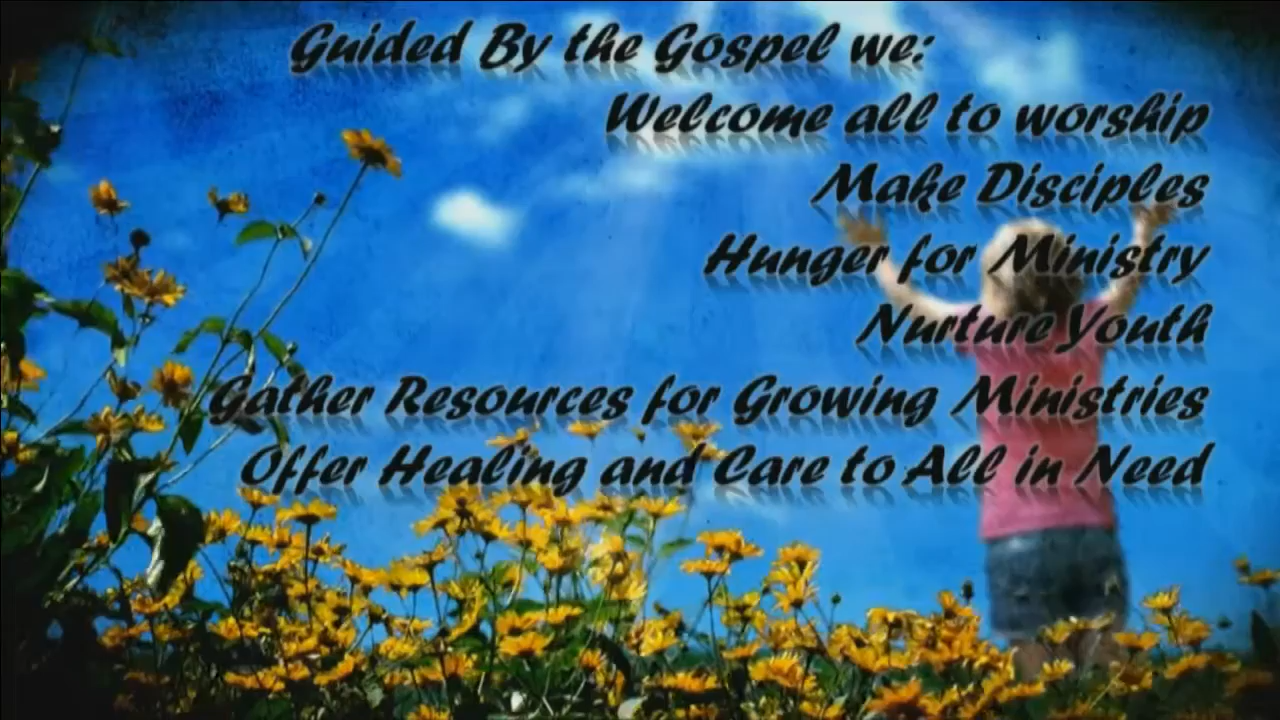 Guided By the Gospel we:
Welcome all to worship
Make Disciples
Hunger for Ministry
Nurture Youth
Gather Resources for Growing Ministries
Offer Healing and Care to All in Need